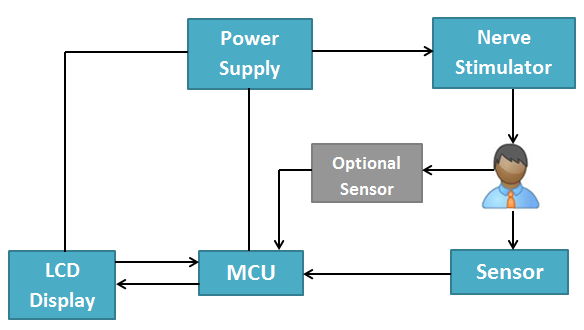 Power
Supply
Nerve
Stimulator
Optional
Sensor
LCD
Display
MCU
Sensor